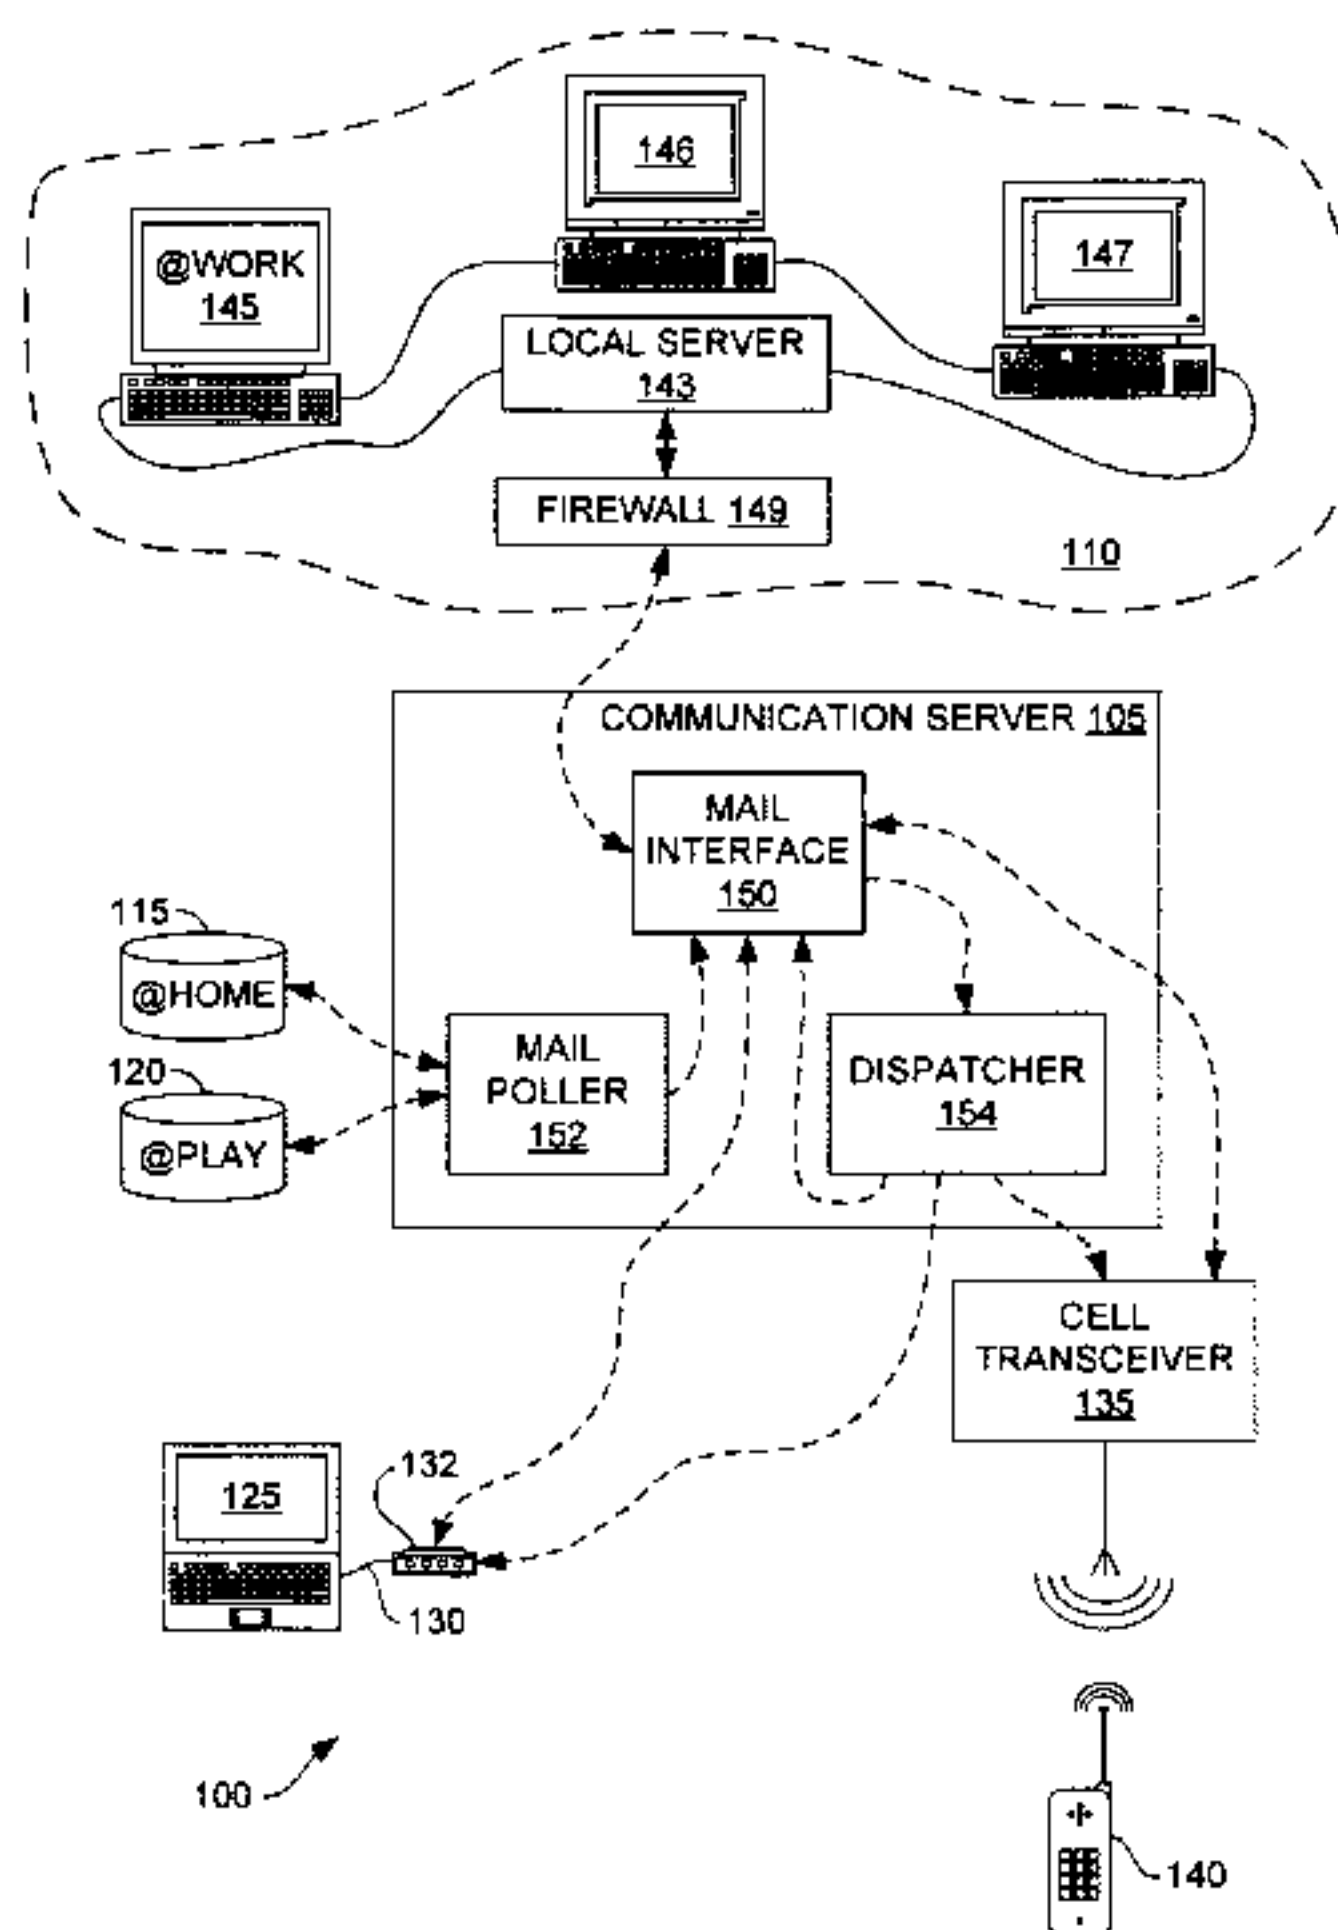 146
@WORK
145
147
LOCAL SERVER
143
FIREWALL 149
110
COMMUNICATION SERVER 105
MAIL
INTERFACE
150
115
@HOME
120
@PLAY
MAIL
POLLER
152
DISPATCHER
154
CELL
TRANSCEIVER
135
132
125
130
100
140